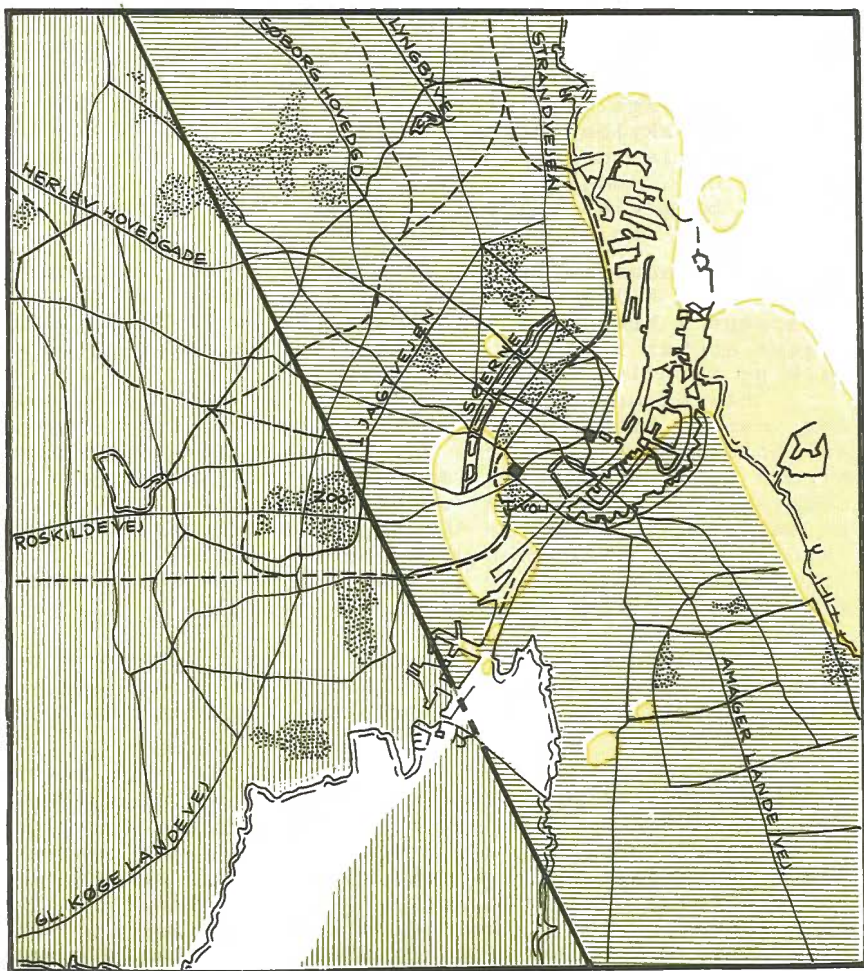 SØBORG HOVEDGD
LYNGBYVEJ
STRANDVEJEN
HERLEV HOVEDGADE
JAGTVEJEN
SØERNE
ZOO
TIVOLI
ROSKILDEVEJ
AMAGER LANDEVEJ
GL. KØGE LANDEVEJ